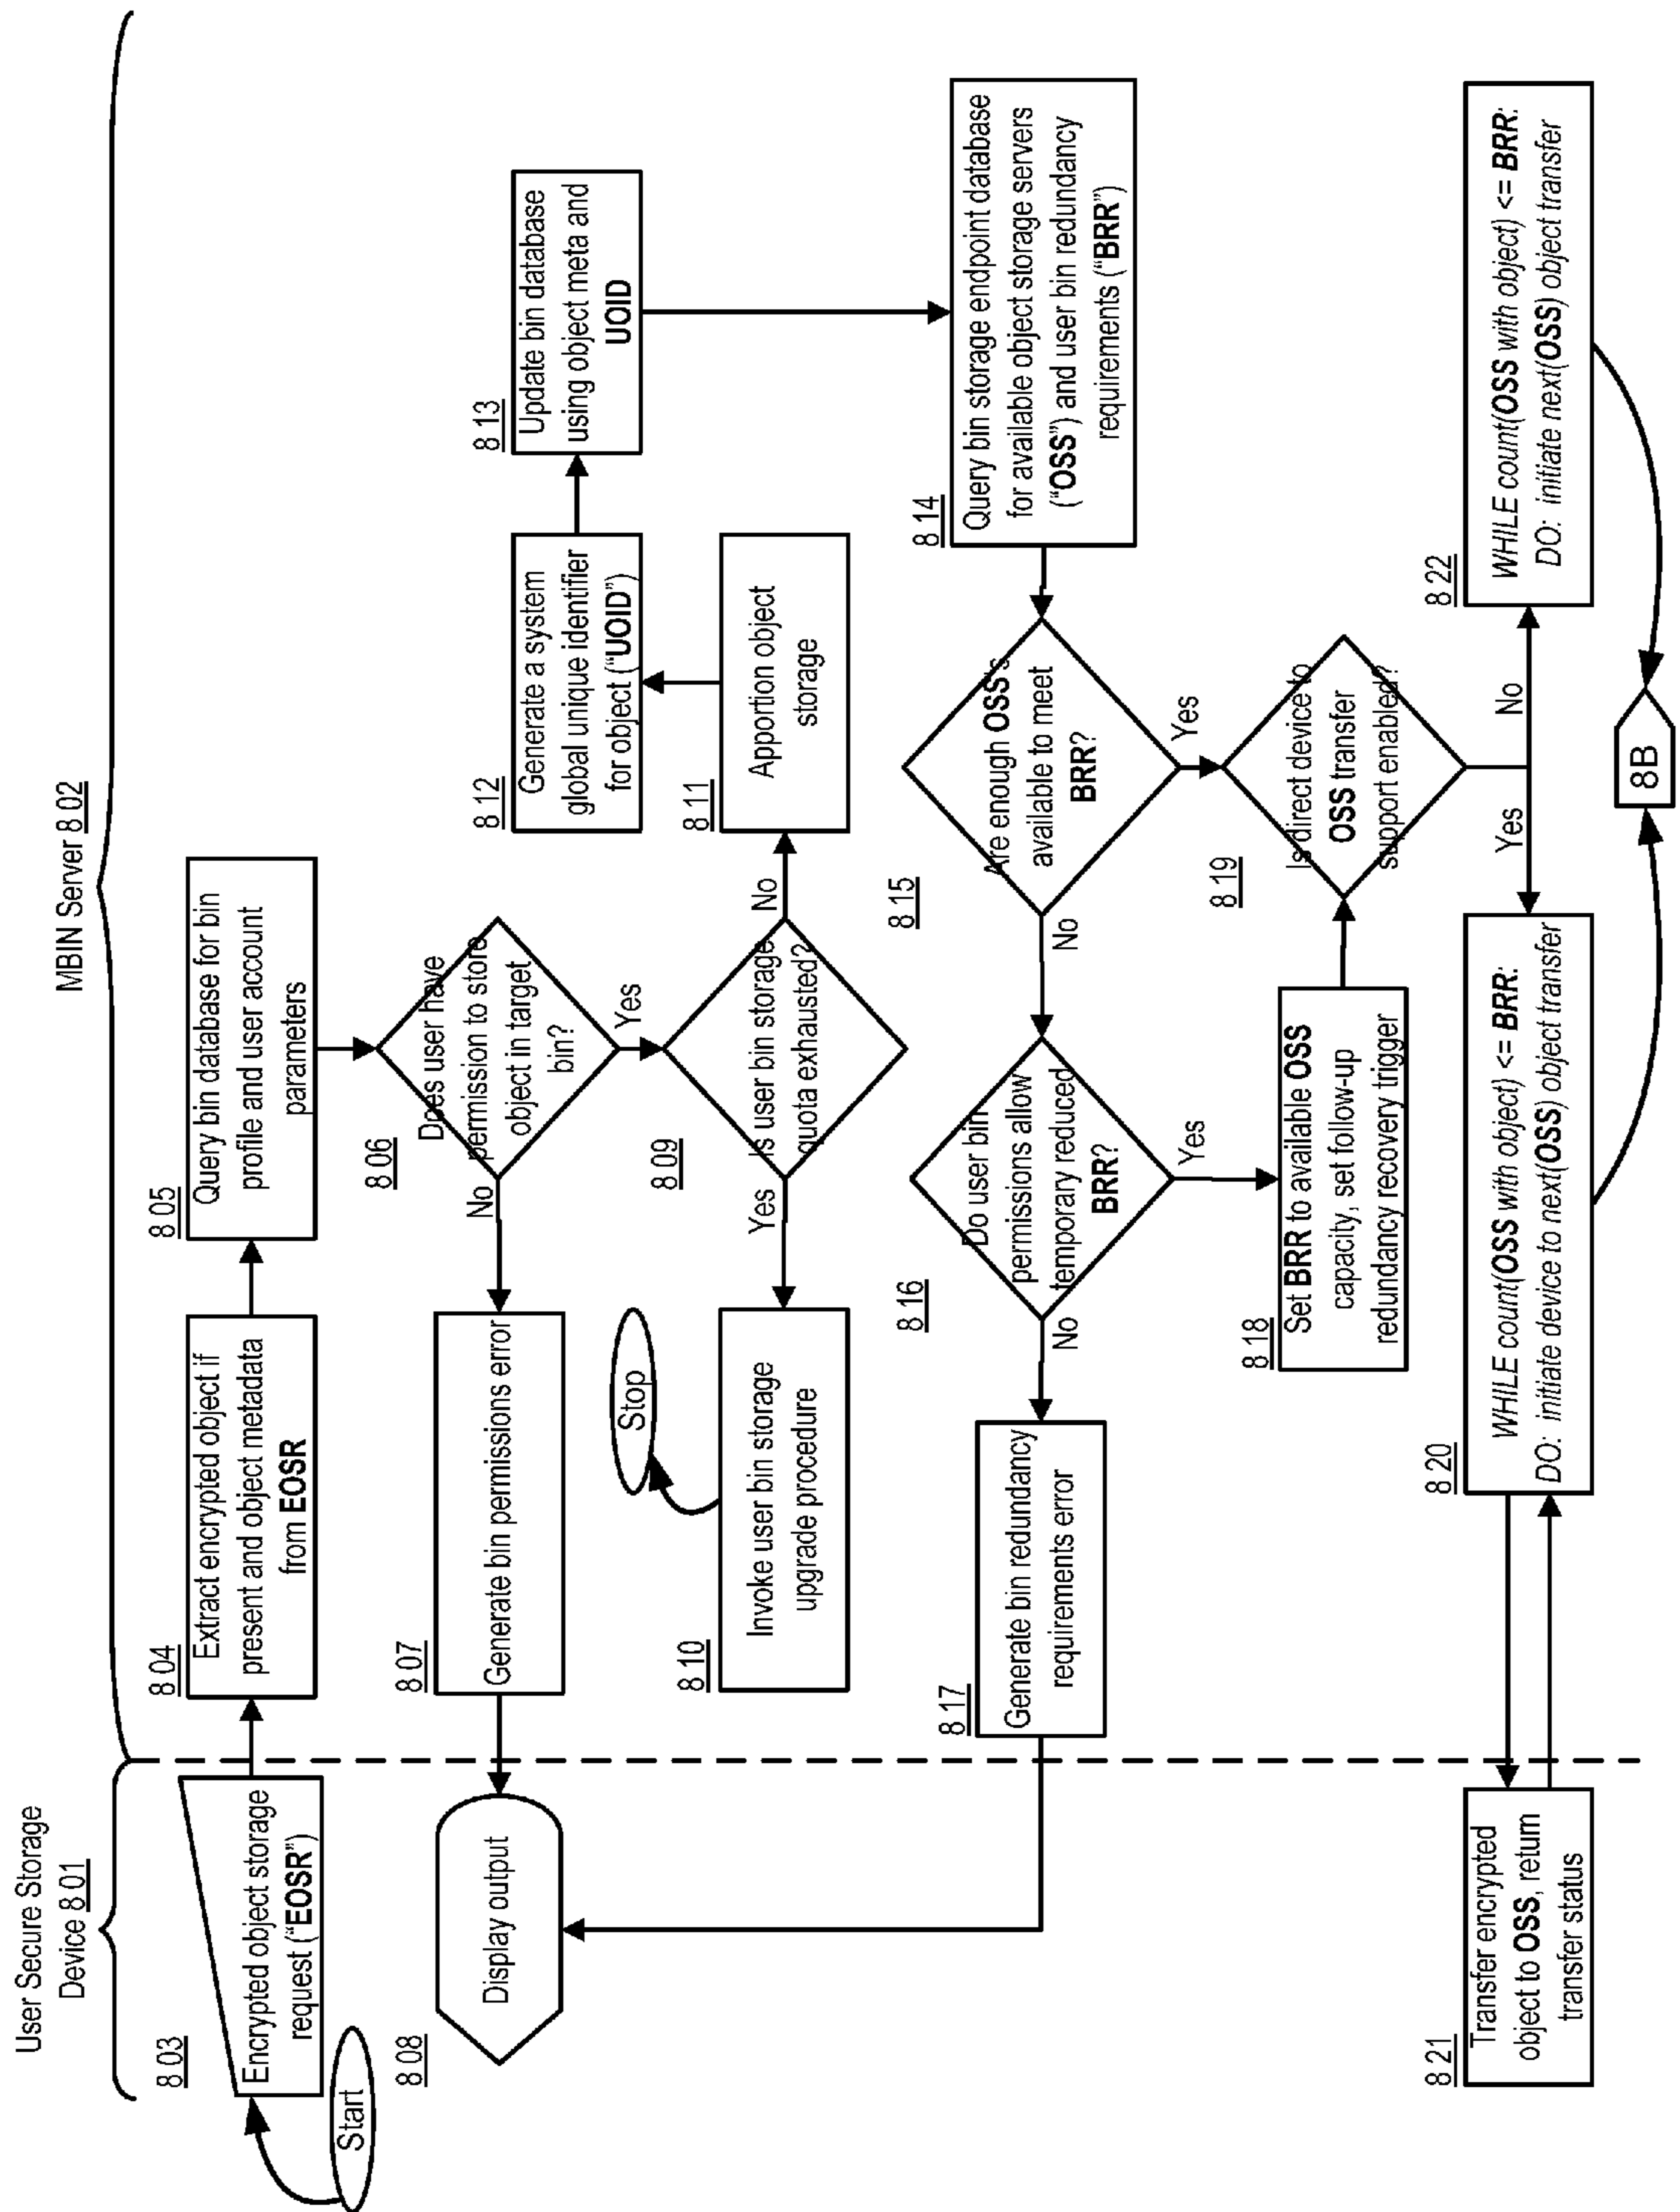 User Secure Storage
Device 8 01
MBIN Server 8 02
Start
8 03
Encrypted object storage
request ("EOSR")
8 04
Extract encrypted object if
present and object metadata
from EOSR
8 05
Query bin database for bin
profile and user account
parameters
8 06
Does user have
permission to store
object in target
bin?
No
Yes
8 07
Generate bin permissions error
8 08
Display output
8 09
Is user bin storage
quota exhausted?
Yes
No
8 10
Invoke user bin storage
upgrade procedure
Stop
8 11
Apportion object
storage
8 12
Generate a system
global unique identifier
for object ("UOID")
8 13
Update bin database
using object meta and
UOID
8 14
Query bin storage endpoint database
for available object storage servers
("OSS") and user bin redundancy
requirements ("BRR")
8 15
Are enough OSS's
available to meet
BRR?
No
Yes
8 16
Do user bin
permissions allow
temporary reduced
BRR?
No
Yes
8 17
Generate bin redundancy
requirements error
8 18
Set BRR to available OSS
capacity, set follow-up
redundancy recovery trigger
8 19
Is direct device to
OSS transfer
support enabled?
Yes
No
8 20
WHILE count(OSS with object) <= BRR:
DO: initiate device to next(OSS) object transfer
8 21
Transfer encrypted
object to OSS, return
transfer status
8 22
WHILE count(OSS with object) <= BRR:
DO: initiate next(OSS) object transfer
8B